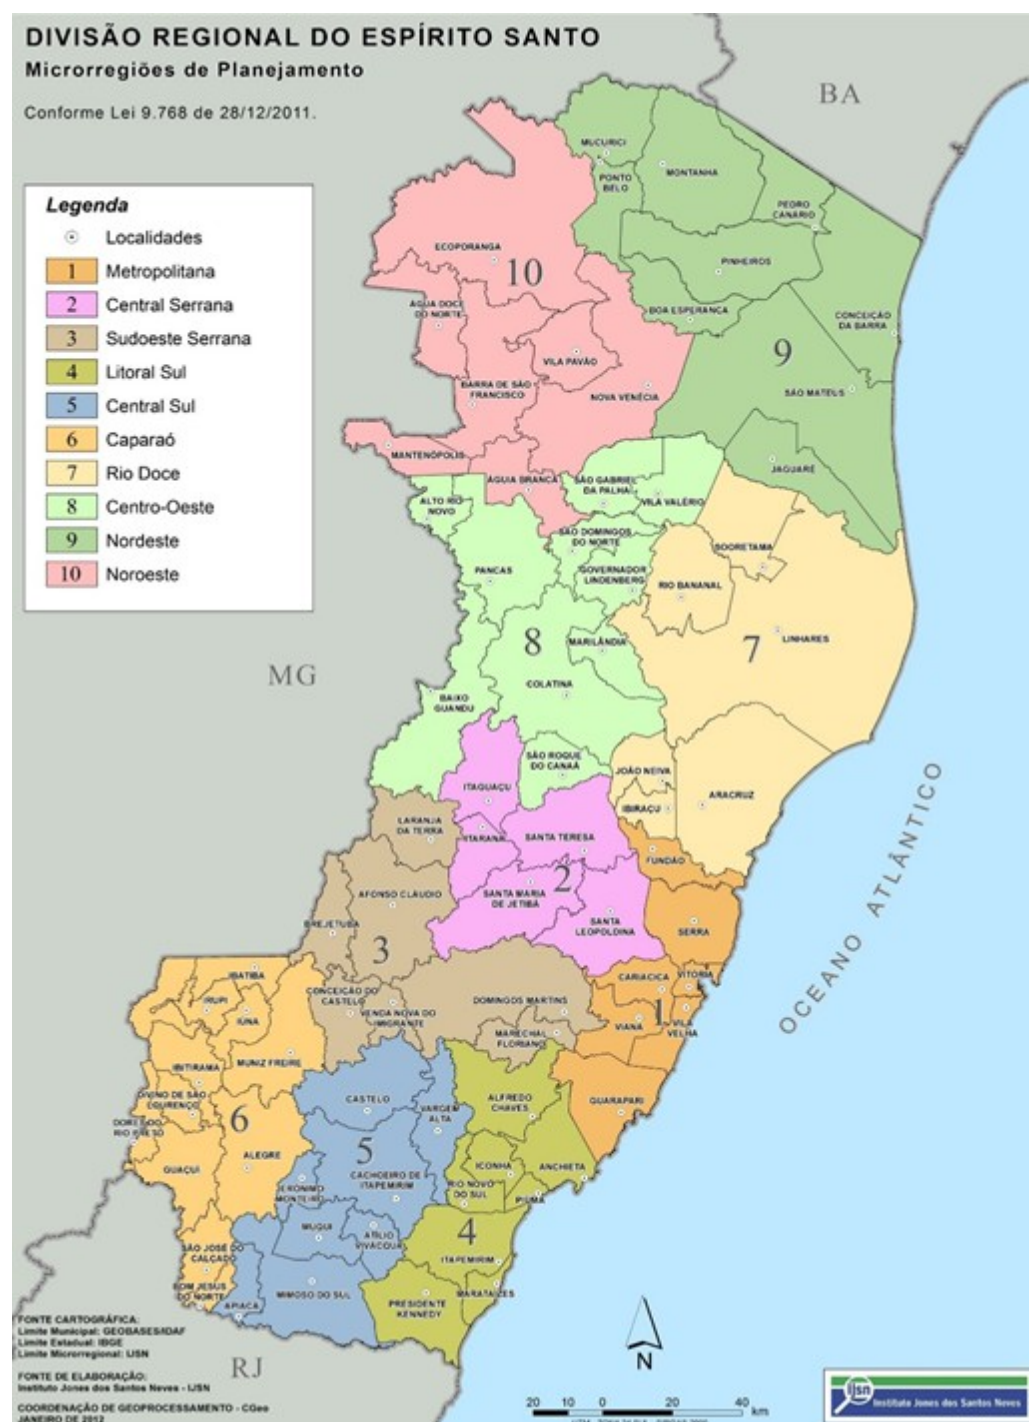 DIVISÃO REGIONAL DO ESPÍRITO SANTO
Microrregiões de Planejamento
Conforme Lei 9.768 de 28/12/2011.
BA
Legenda
Localidades
1 Metropolitana
2 Central Serrana
3 Sudoeste Serrana
4 Litoral Sul
5 Central Sul
6 Caparaó
7 Rio Doce
8 Centro-Oeste
9 Nordeste
10 Noroeste
MUCURICI
PONTO
BELO
MONTANHA
PEDRO
CANÁRIO
ECOPORANGA
10
PINHEIROS
ÁGUA DOCE
DO NORTE
BOA ESPERANÇA
CONCEIÇÃO
DA BARRA
9
VILA PAVÃO
BARRA DE SÃO
FRANCISCO
NOVA VENÉCIA
SÃO MATEUS
MANTENÓPOLIS
JAGUARÉ
ÁGUIA BRANCA
SÃO GABRIEL
DA PALHA
ALTO RIO
NOVO
VILA VALÉRIO
SÃO DOMINGOS
DO NORTE
SOORETAMA
PANCAS
GOVERNADOR
LINDENBERG
RIO BANANAL
8
MARILÂNDIA
7
LINHARES
MG
COLATINA
BAIXO
GUANDU
SÃO ROQUE
DO CANAÃ
JOÃO NEIVA
ITAGUAÇU
IBIRAÇU
ARACRUZ
LARANJA
DA TERRA
ITARANA
SANTA TERESA
FUNDÃO
OCEANO ATLÂNTICO
2
AFONSO CLÁUDIO
SANTA MARIA
DE JETIBÁ
SANTA
LEOPOLDINA
BREJETUBA
SERRA
3
IBATIBA
CARIACICA
VITÓRIA
IRUPI
IÚNA
CONCEIÇÃO DO
CASTELO
VENDA NOVA DO
IMIGRANTE
DOMINGOS MARTINS
1
VIANA
VILA
VELHA
MARECHAL
FLORIANO
IBITIRAMA
MUNIZ FREIRE
DIVINO DE SÃO
LOURENÇO
CASTELO
VARGEM
ALTA
ALFREDO
CHAVES
GUARAPARI
DORES DO
RIO PRETO
6
5
GUAÇUÍ
ALEGRE
CACHOEIRO DE
ITAPEMIRIM
ICONHA
ANCHIETA
JERÔNIMO
MONTEIRO
RIO NOVO
DO SUL
PIÚMA
MUQUI
ATÍLIO
VIVÁCQUA
4
SÃO JOSÉ DO
CALÇADO
ITAPEMIRIM
BOM JESUS
DO NORTE
APIACÁ
MIMOSO DO SUL
PRESIDENTE
KENNEDY
MARATAÍZES
FONTE CARTOGRÁFICA:
Limite Municipal: GEOBASES/IDAF
Limite Estadual: IBGE
Limite Microrregional: IJSN
RJ
N
FONTE DE ELABORAÇÃO:
Instituto Jones dos Santos Neves - IJSN
COORDENAÇÃO DE GEOPROCESSAMENTO - CGeo
JANEIRO DE 2012
20 10 0 20 40
km
ijsn Instituto Jones dos Santos Neves